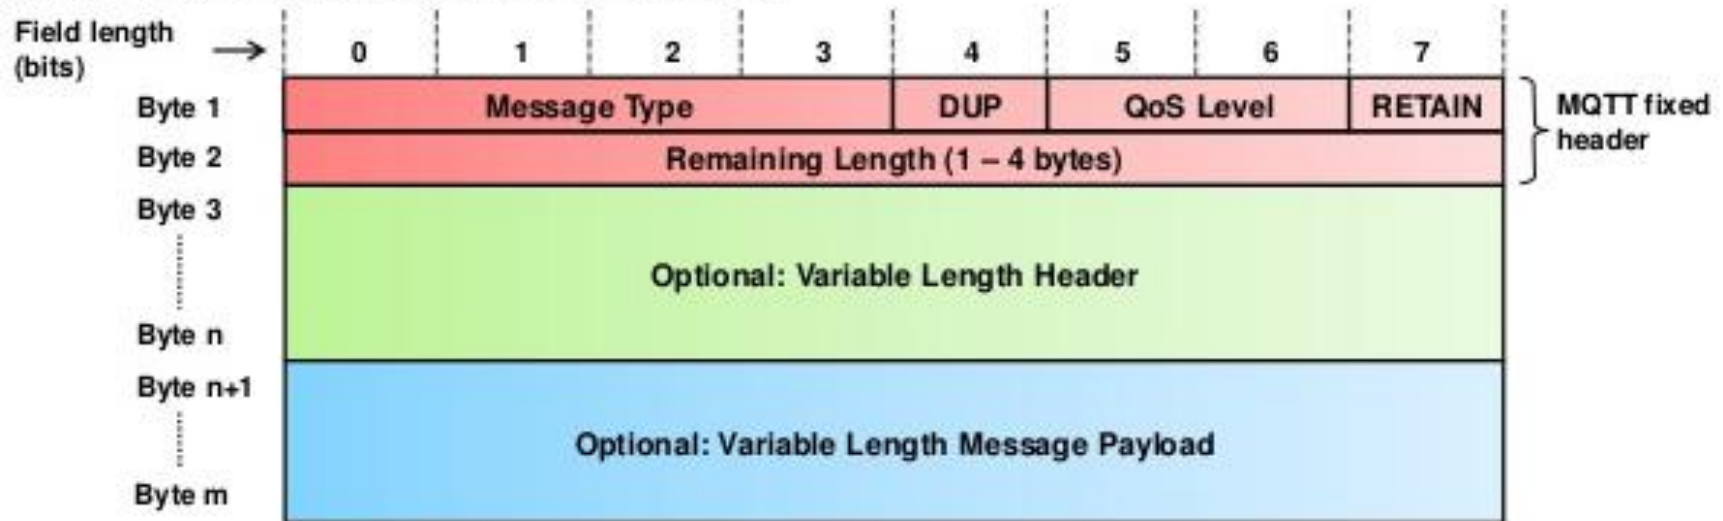 Field length
(bits)
0 1 2 3 4 5 6 7
Byte 1 Message Type DUP QoS Level RETAIN
MQTT fixed
header
Byte 2 Remaining Length (1 – 4 bytes)
Byte 3
Optional: Variable Length Header
Byte n
Byte n+1
Optional: Variable Length Message Payload
Byte m